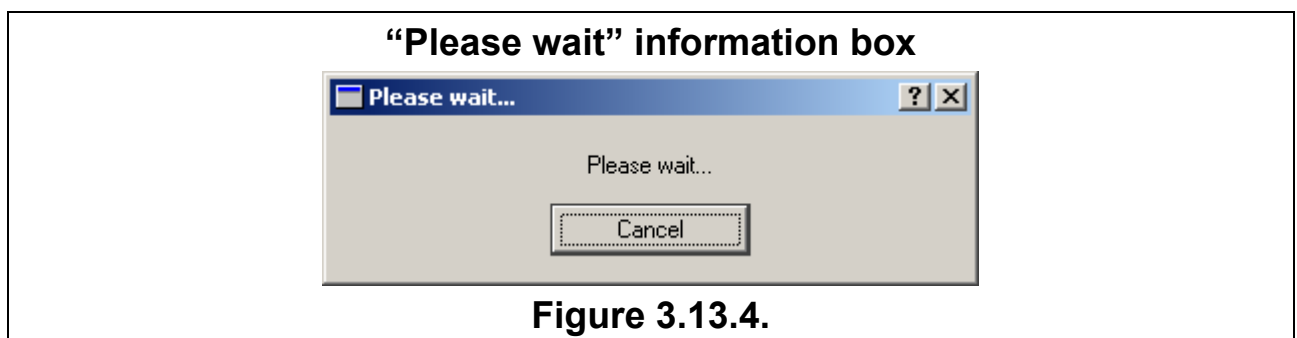 “Please wait” information box
Please wait...
Please wait...
Cancel
Figure 3.13.4.